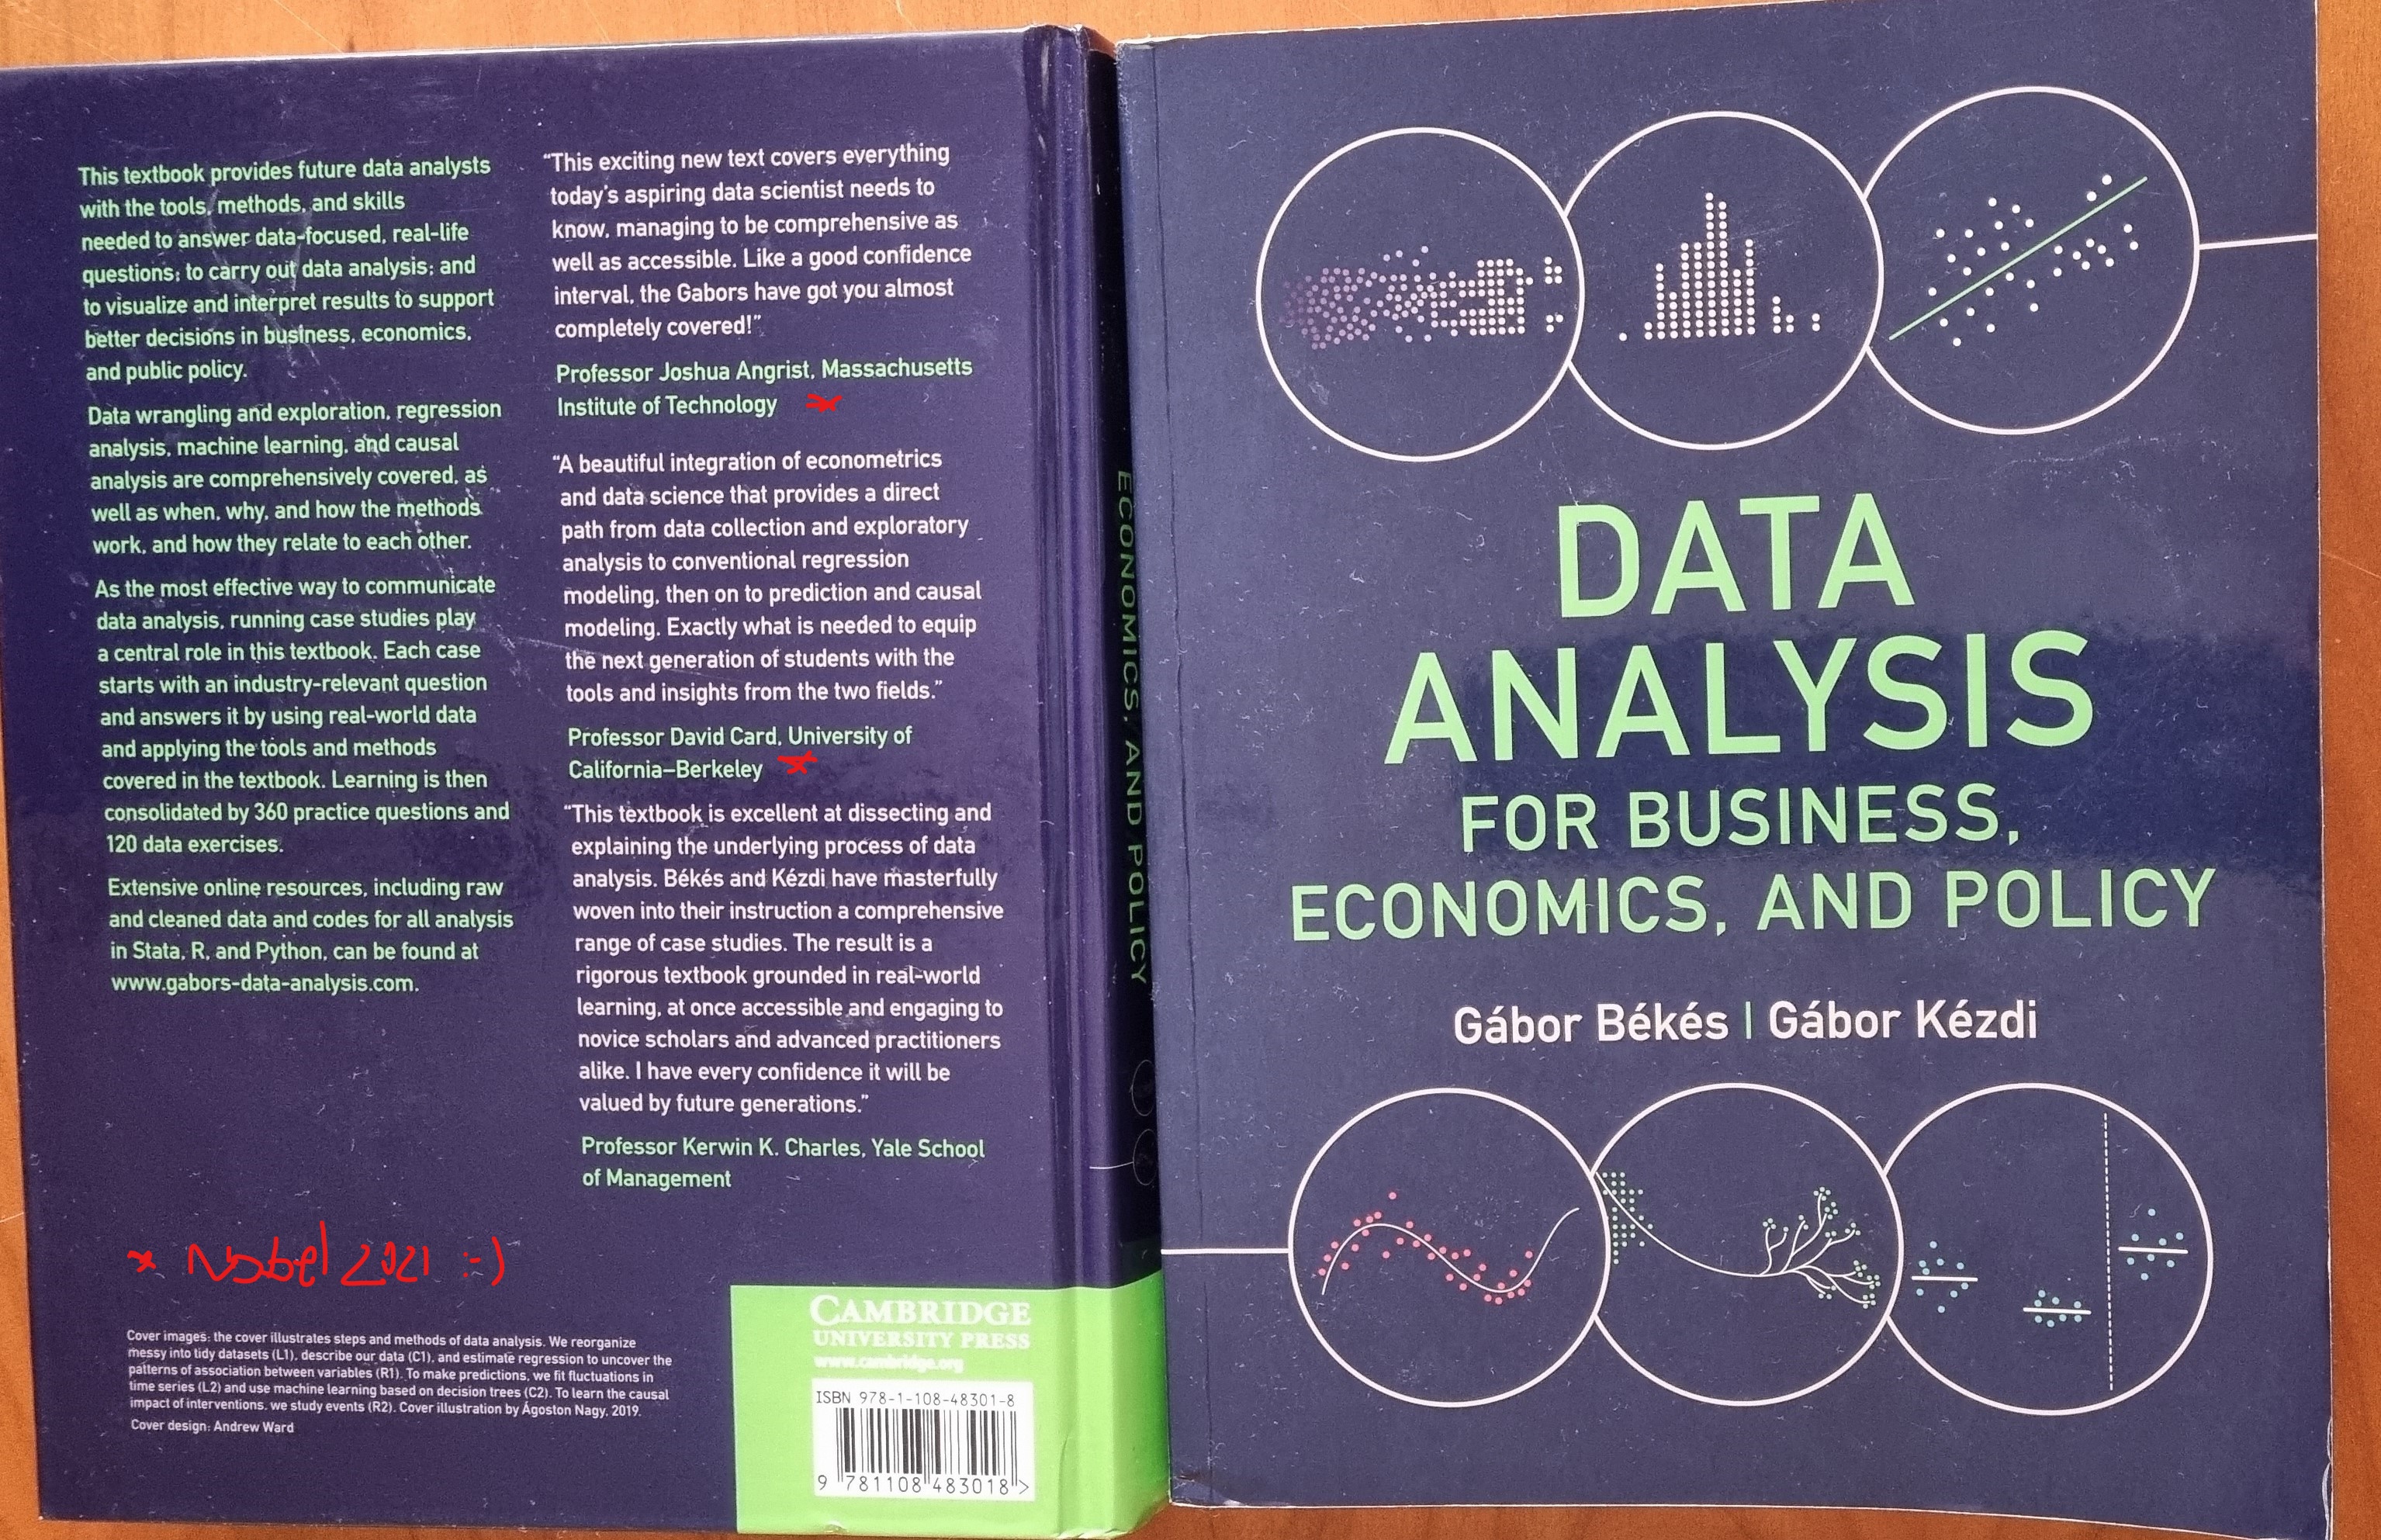 This textbook provides future data analysts
with the tools, methods, and skills
needed to answer data-focused, real-life
questions; to carry out data analysis; and
to visualize and interpret results to support
better decisions in business, economics,
and public policy.
Data wrangling and exploration, regression
analysis, machine learning, and causal
analysis are comprehensively covered, as
well as when, why, and how the methods
work, and how they relate to each other.
As the most effective way to communicate
data analysis, running case studies play
a central role in this textbook. Each case
starts with an industry-relevant question
and answers it by using real-world data
and applying the tools and methods
covered in the textbook. Learning is then
consolidated by 360 practice questions and
120 data exercises.
Extensive online resources, including raw
and cleaned data and codes for all analysis
in Stata, R, and Python, can be found at
www.gabors-data-analysis.com.
* Nobel 2021 :-)
Cover images: the cover illustrates steps and methods of data analysis. We reorganize
messy into tidy datasets (L1), describe our data (C1), and estimate regression to uncover the
patterns of association between variables (R1). To make predictions, we fit fluctuations in
time series (L2) and use machine learning based on decision trees (C2). To learn the causal
impact of interventions, we study events (R2). Cover illustration by Ágoston Nagy, 2019.
Cover design: Andrew Ward
“This exciting new text covers everything
today’s aspiring data scientist needs to
know, managing to be comprehensive as
well as accessible. Like a good confidence
interval, the Gabors have got you almost
completely covered!”
Professor Joshua Angrist, Massachusetts
Institute of Technology *
“A beautiful integration of econometrics
and data science that provides a direct
path from data collection and exploratory
analysis to conventional regression
modeling, then on to prediction and causal
modeling. Exactly what is needed to equip
the next generation of students with the
tools and insights from the two fields.”
Professor David Card, University of
California–Berkeley *
“This textbook is excellent at dissecting and
explaining the underlying process of data
analysis. Békés and Kézdi have masterfully
woven into their instruction a comprehensive
range of case studies. The result is a
rigorous textbook grounded in real-world
learning, at once accessible and engaging to
novice scholars and advanced practitioners
alike. I have every confidence it will be
valued by future generations.”
Professor Kerwin K. Charles, Yale School
of Management
CAMBRIDGE
UNIVERSITY PRESS
www.cambridge.org
ISBN 978-1-108-48301-8
9 781108 483018 >
ECONOMICS, AND POLICY
DATA
ANALYSIS
FOR BUSINESS,
ECONOMICS, AND POLICY
Gábor Békés | Gábor Kézdi